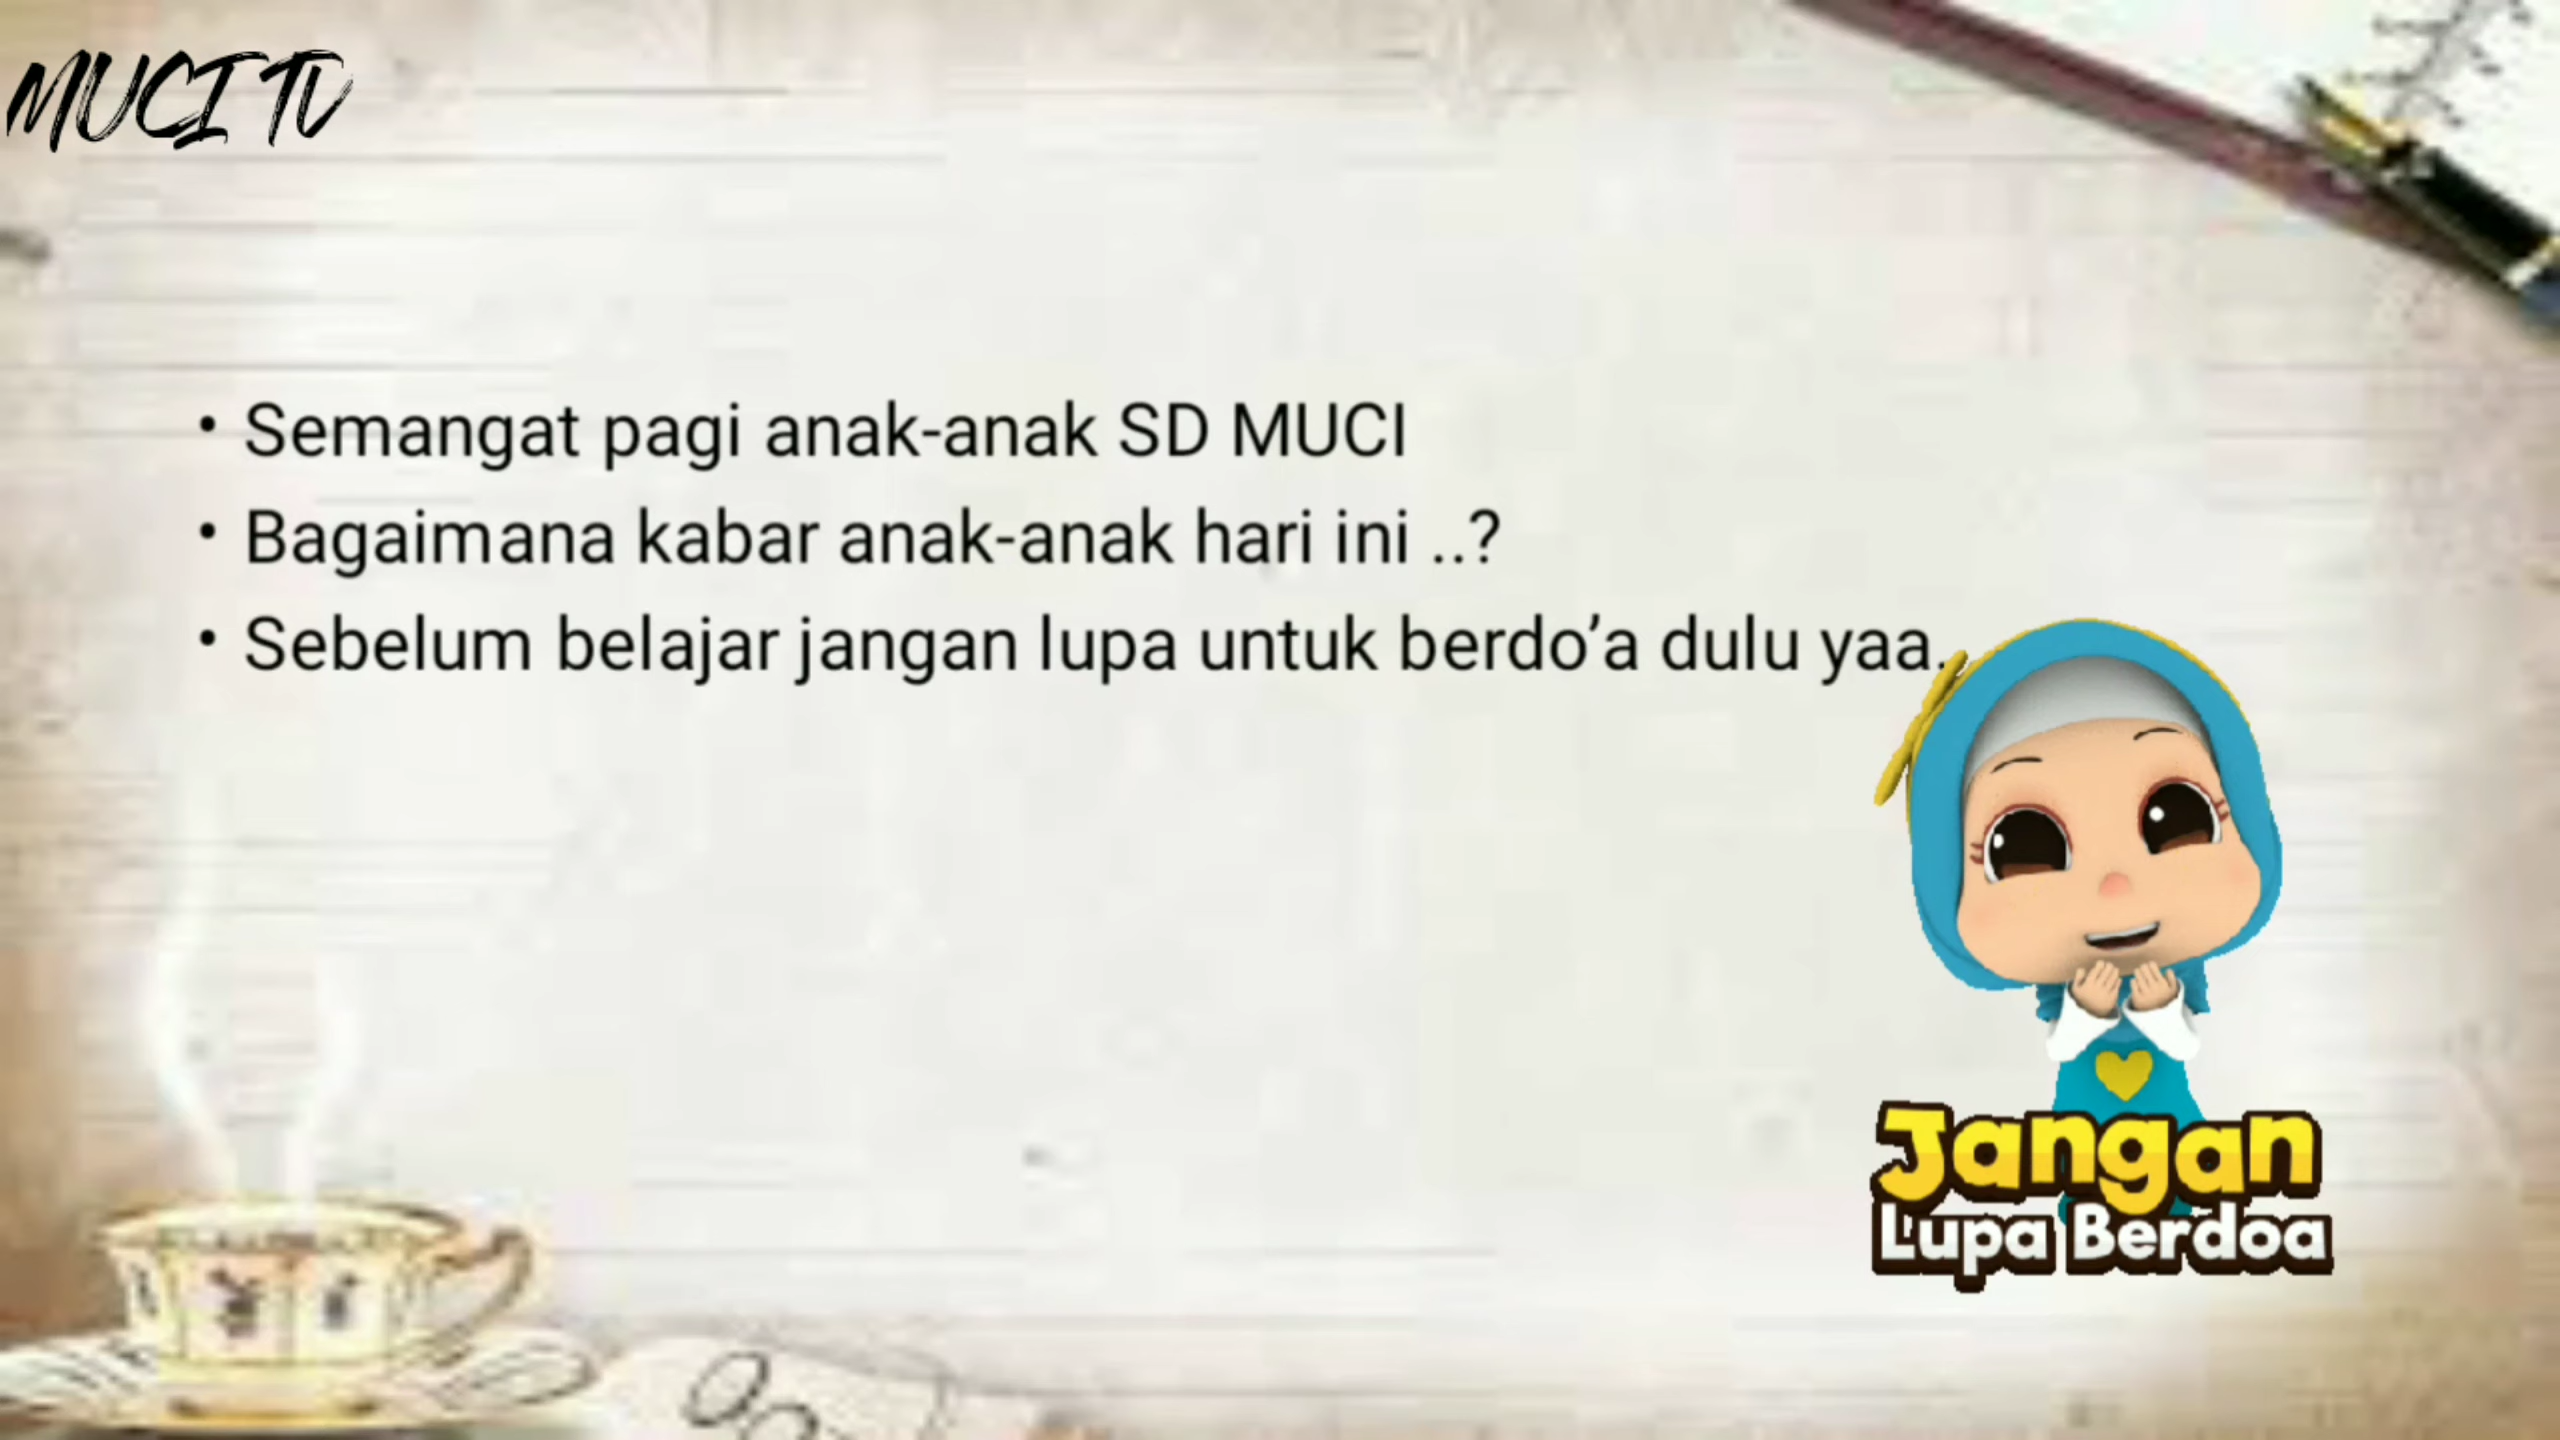 MUCI TV
• Semangat pagi anak-anak SD MUCI
• Bagaimana kabar anak-anak hari ini ..?
• Sebelum belajar jangan lupa untuk berdo’a dulu yaa.
Jangan
Lupa Berdoa